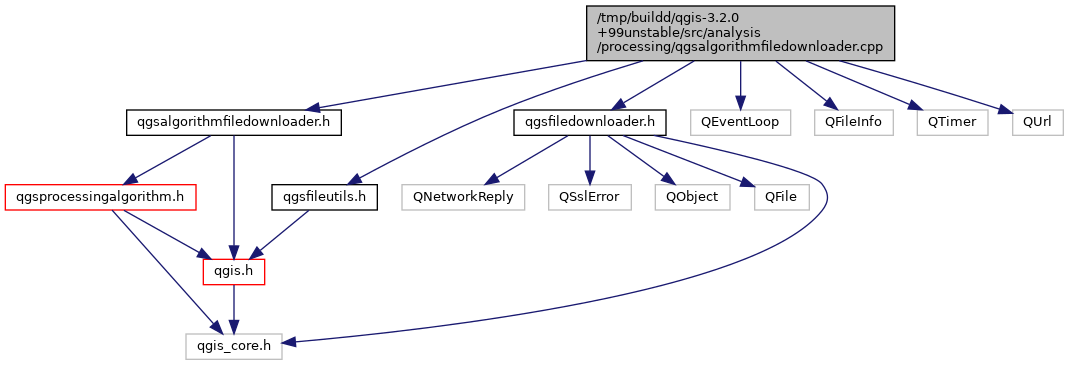 /tmp/buildd/qgis-3.2.0
+99unstable/src/analysis
/processing/qgsalgorithmfiledownloader.cpp
qgsalgorithmfiledownloader.h
qgsfiledownloader.h
QEventLoop
QFileInfo
QTimer
QUrl
qgsprocessingalgorithm.h
qgsfileutils.h
QNetworkReply
QSslError
QObject
QFile
qgis.h
qgis_core.h